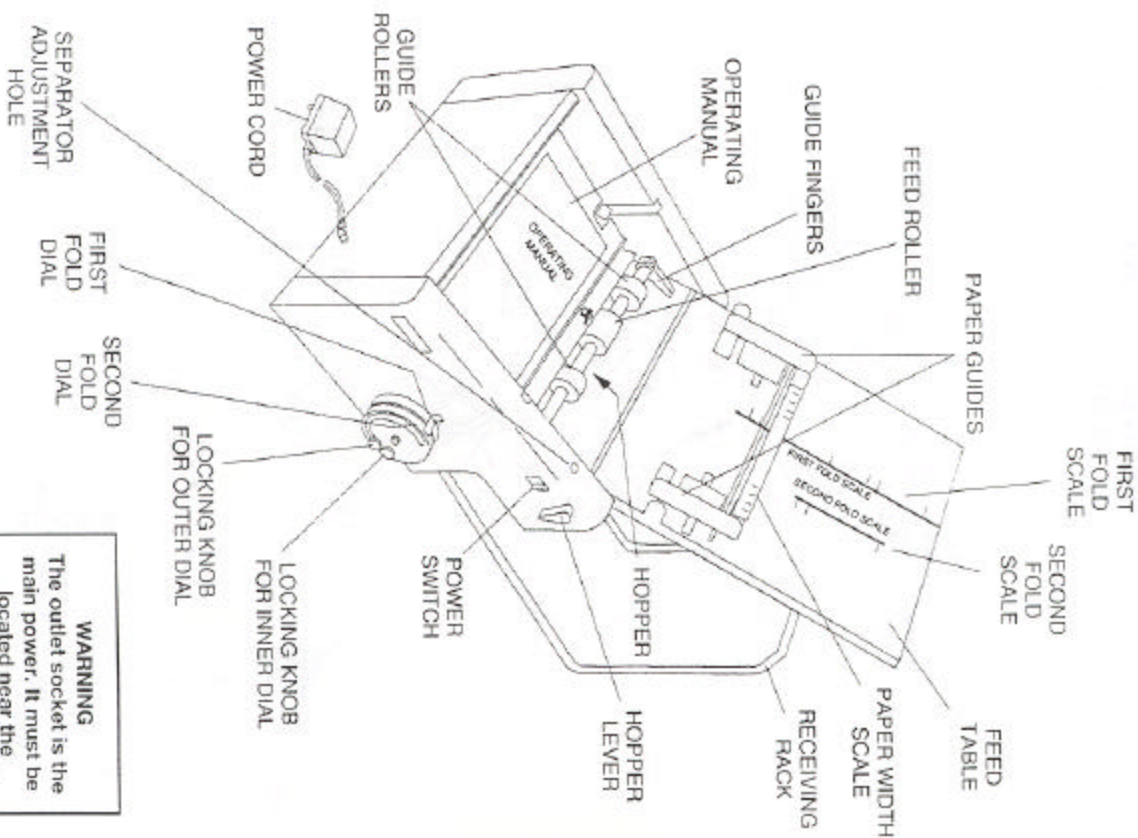 FIRST
FOLD
SCALE
SECOND
FOLD
SCALE
FEED
TABLE
PAPER GUIDES
FEED ROLLER
PAPER WIDTH
SCALE
GUIDE FINGERS
RECEIVING
RACK
FIRST FOLD SCALE
SECOND FOLD SCALE
OPERATING
MANUAL
HOPPER
HOPPER
LEVER
OPERATING
MANUAL
POWER
SWITCH
GUIDE
ROLLERS
LOCKING KNOB
FOR INNER DIAL
POWER CORD
LOCKING KNOB
FOR OUTER DIAL
SECOND
FOLD
DIAL
FIRST
FOLD
DIAL
SEPARATOR
ADJUSTMENT
HOLE
WARNING
The outlet socket is the
main power. It must be
located near the